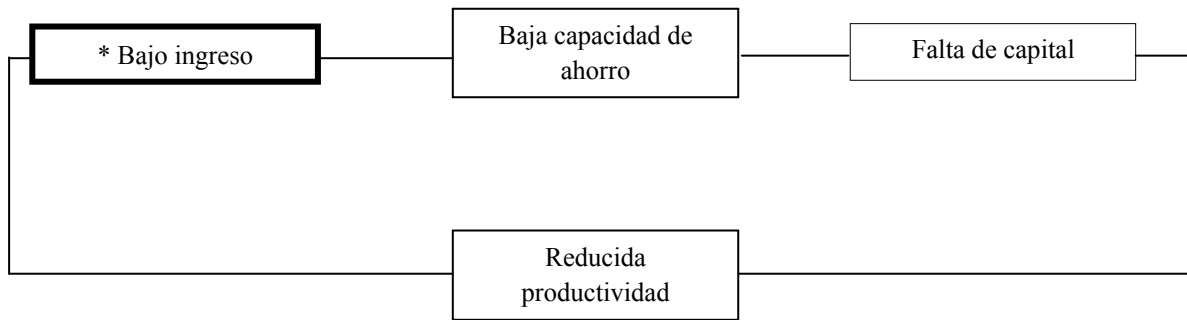 * Bajo ingreso
Baja capacidad de
ahorro
Falta de capital
Reducida
productividad